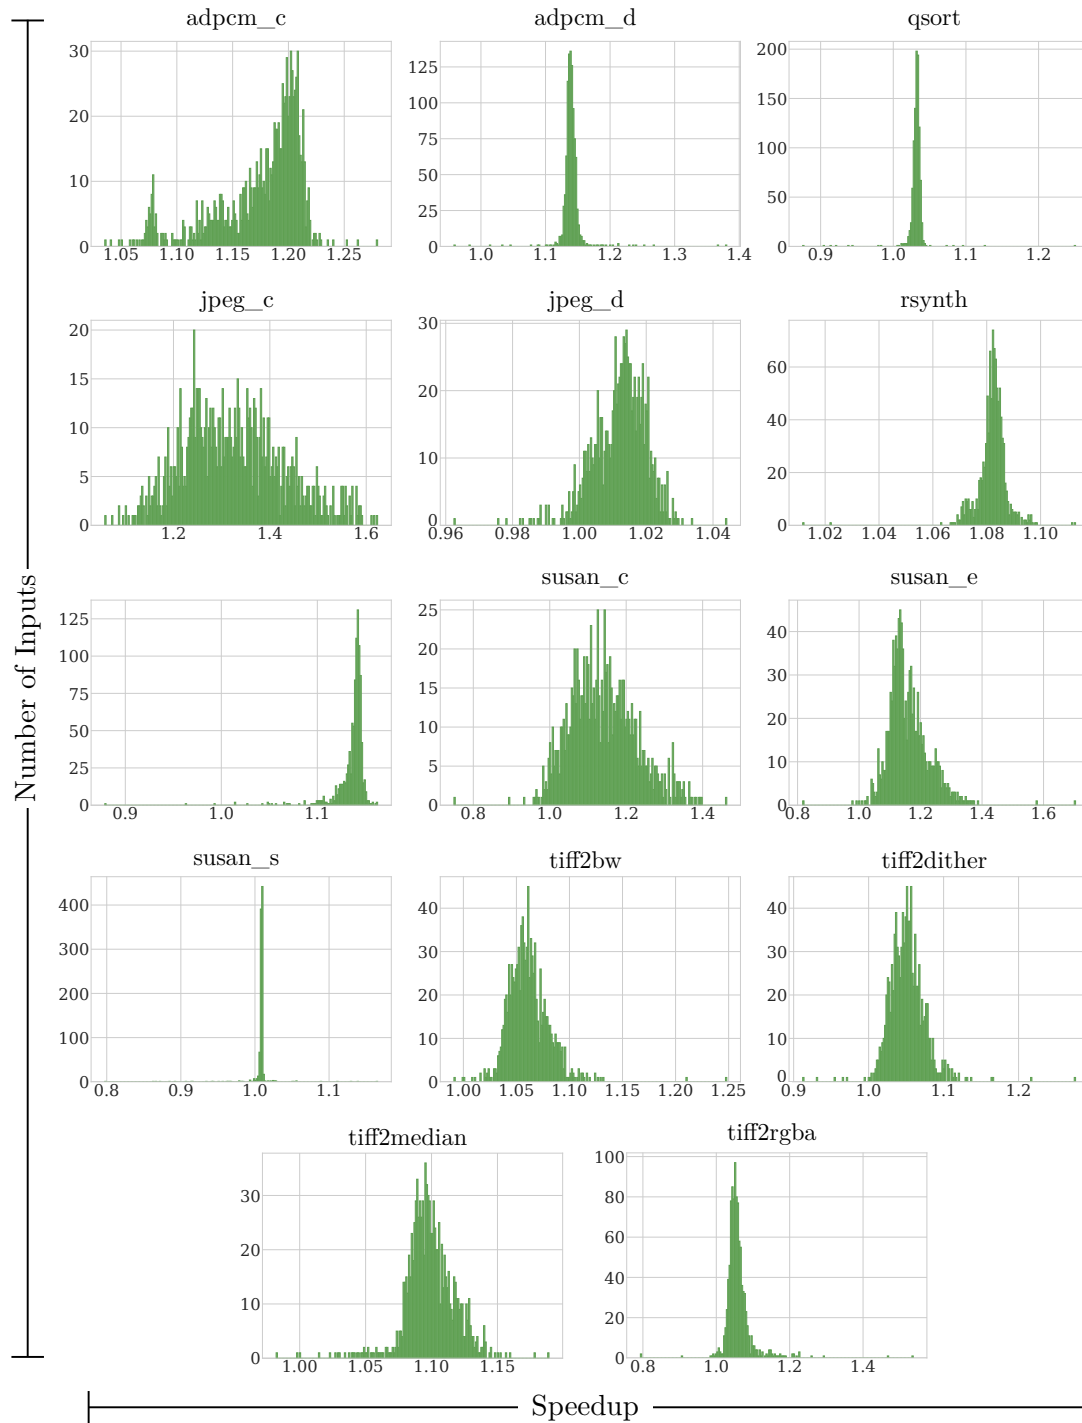 adpcm_c adpcm_d qsort
30 20 10 0
1.05 1.10 1.15 1.20 1.25
125 100 75 50 25 0
1.0 1.1 1.2 1.3 1.4
200 150 100 50 0
0.9 1.0 1.1 1.2
jpeg_c jpeg_d rsynth
20 15 10 5 0
1.2 1.4 1.6
30 20 10 0
0.96 0.98 1.00 1.02 1.04
60 40 20 0
1.02 1.04 1.06 1.08 1.10
susan_c susan_e
125 100 75 50 25 0
0.9 1.0 1.1
25 20 15 10 5 0
0.8 1.0 1.2 1.4
40 30 20 10 0
0.8 1.0 1.2 1.4 1.6
susan_s tiff2bw tiff2dither
400 300 200 100 0
0.8 0.9 1.0 1.1
40 30 20 10 0
1.00 1.05 1.10 1.15 1.20 1.25
40 30 20 10 0
0.9 1.0 1.1 1.2
tiff2median tiff2rgba
30 20 10 0
1.00 1.05 1.10 1.15
100 80 60 40 20 0
0.8 1.0 1.2 1.4
Number of Inputs
Speedup